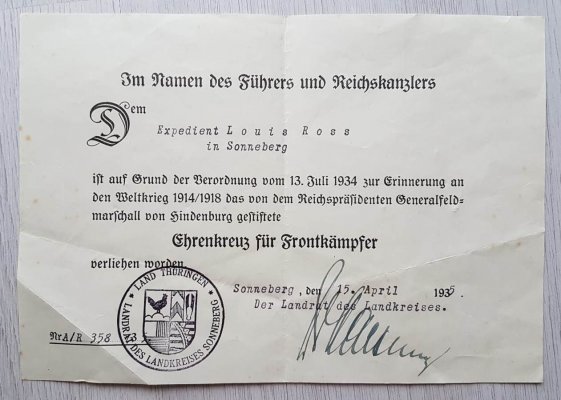 Im Namen des Führers und Reichskanzlers
Dem
Expedient Louis Ross
in Sonneberg
ist auf Grund der Verordnung vom 13. Juli 1934 zur Erinnerung an
den Weltkrieg 1914/1918 das von dem Reichspräsidenten Generalfeld-
marschall von Hindenburg gestiftete
Ehrenkreuz für Frontkämpfer
verliehen worden.
Sonneberg, den 15. April 1935.
Der Landrat des Landkreises.
Nr A/R 358
LAND THÜRINGEN
LANDRAT DES LANDKREISES SONNEBERG